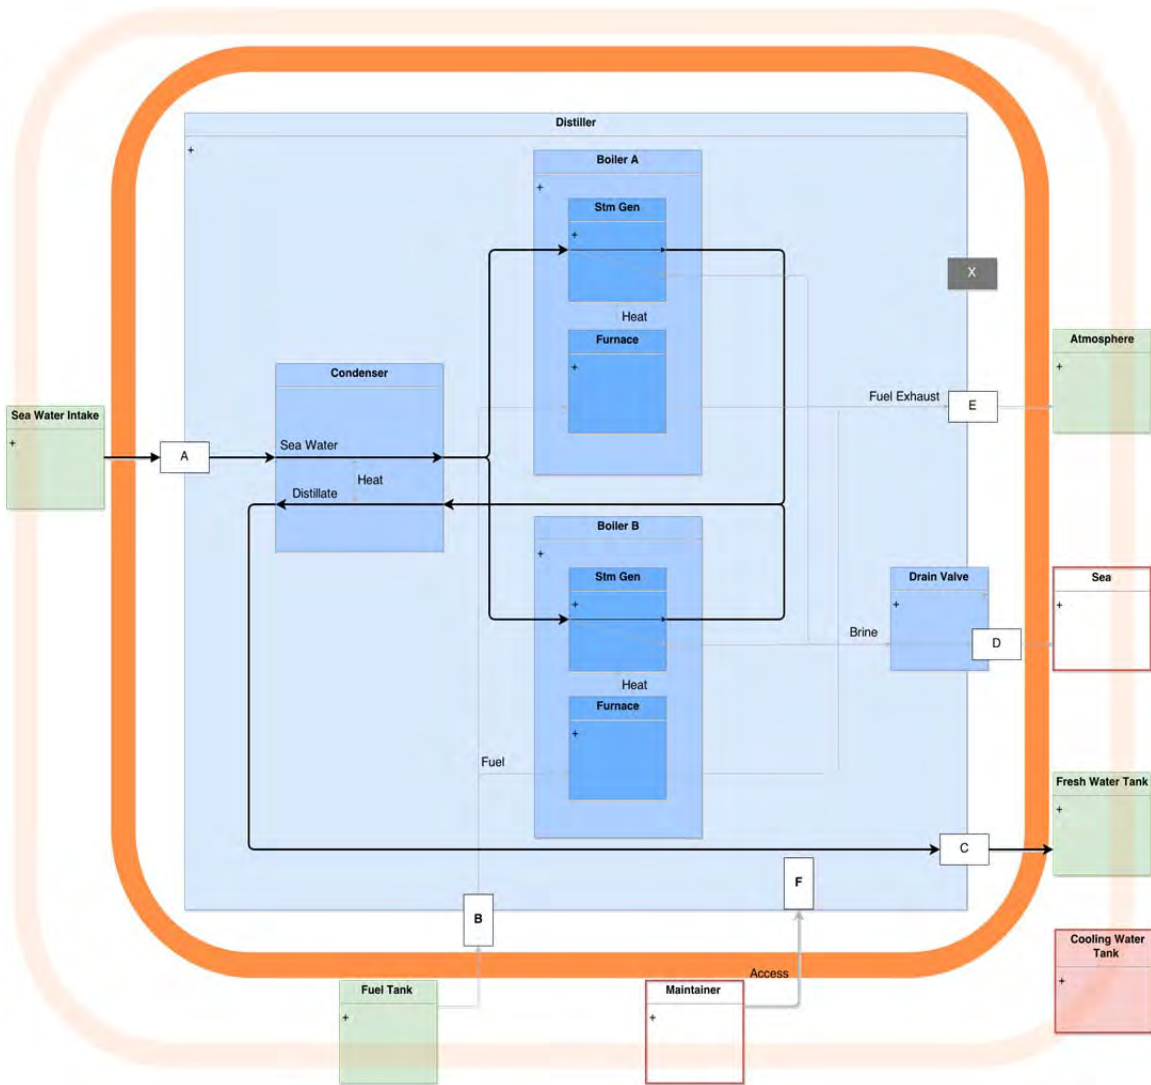 Distiller
+
Boiler A
+
Stm Gen
+
Heat
Furnace
+
X
Atmosphere
+
Condenser
Sea Water
Heat
Distillate
Sea Water Intake
+
A
Fuel Exhaust
E
Boiler B
+
Stm Gen
+
Heat
Furnace
+
Drain Valve
+
Brine
D
Sea
+
Fuel
Fresh Water Tank
+
C
F
B
Cooling Water
Tank
+
Access
Fuel Tank
+
Maintainer
+